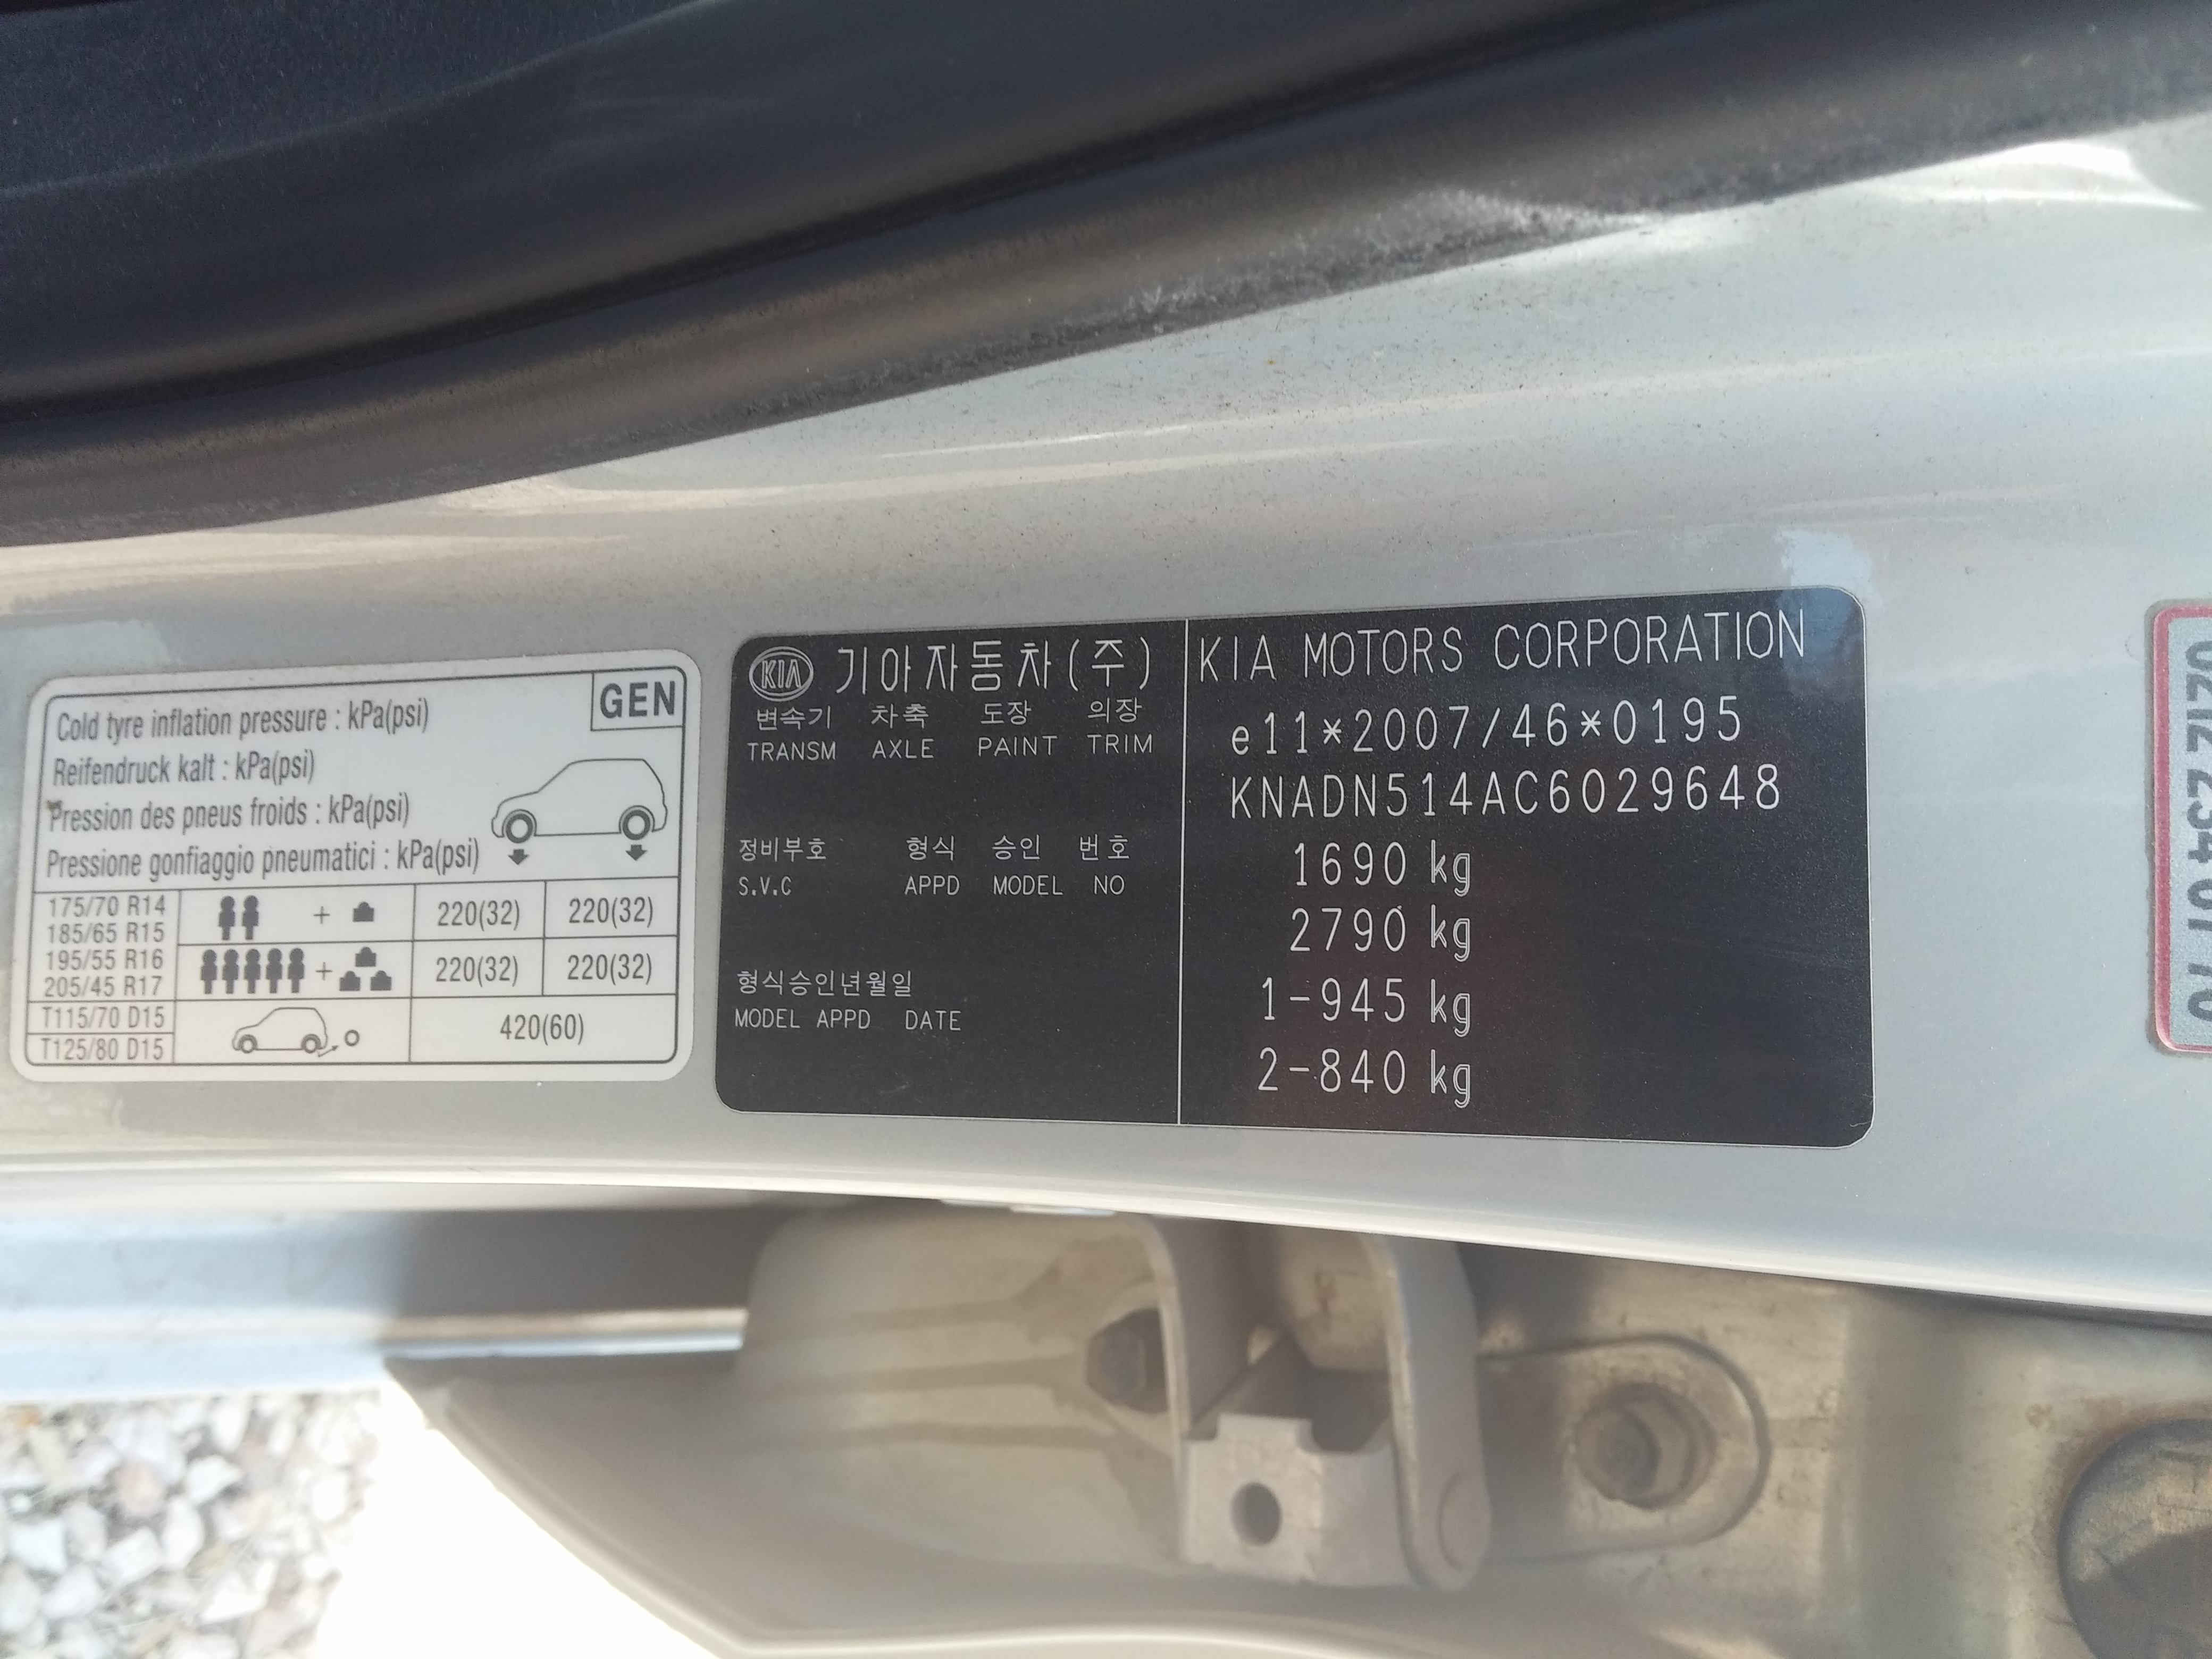 GEN
Cold tyre inflation pressure : kPa(psi)
Reifendruck kalt : kPa(psi)
Pression des pneus froids : kPa(psi)
Pressione gonfiaggio pneumatici : kPa(psi)
175/70 R14
185/65 R15
195/55 R16
205/45 R17
+ 220(32) 220(32)
+ 220(32) 220(32)
T115/70 D15
T125/80 D15
420(60)
KIA 기아자동차(주)
변속기 차축 도장 의장
TRANSM AXLE PAINT TRIM
정비부호 형식 승인 번호
S.V.C APPD MODEL NO
형식승인년월일
MODEL APPD DATE
KIA MOTORS CORPORATION
e11*2007/46*0195
KNADN514AC6029648
1690 kg
2790 kg
1-945 kg
2-840 kg